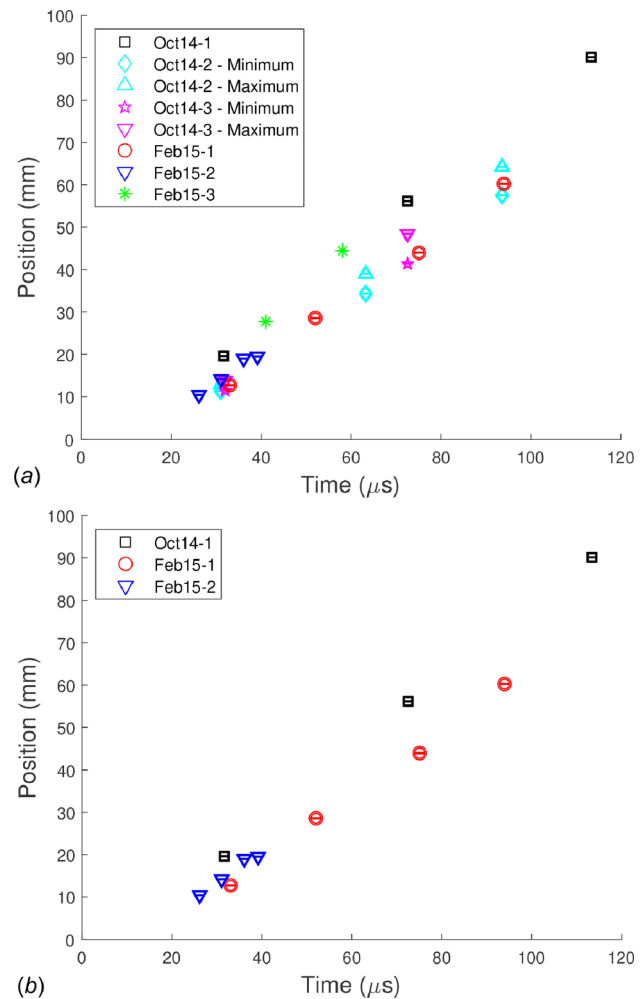 100
90
80
70
60
50
40
30
20
10
0
Position (mm)
Oct14-1
Oct14-2 - Minimum
Oct14-2 - Maximum
Oct14-3 - Minimum
Oct14-3 - Maximum
Feb15-1
Feb15-2
Feb15-3
0 20 40 60 80 100 120
Time (μs)
(a)
100
90
80
70
60
50
40
30
20
10
0
Position (mm)
Oct14-1
Feb15-1
Feb15-2
0 20 40 60 80 100 120
Time (μs)
(b)